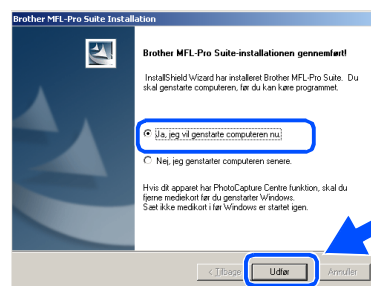 Brother MFL-Pro Suite Installation
Brother MFL-Pro Suite-installationen gennemført!
InstallShield Wizard har installeret Brother MFL-Pro Suite. Du
skal genstarte computeren, før du kan køre programmet.
Ja, jeg vil genstarte computeren nu.
Nej, jeg genstarter computeren senere.
Hvis dit apparat har PhotoCapture Centre funktion, skal du
fjerne mediekort før du genstarter Windows.
Sæt ikke medikort i før Windows er startet igen.
< Tilbage
Udfør
Annuller